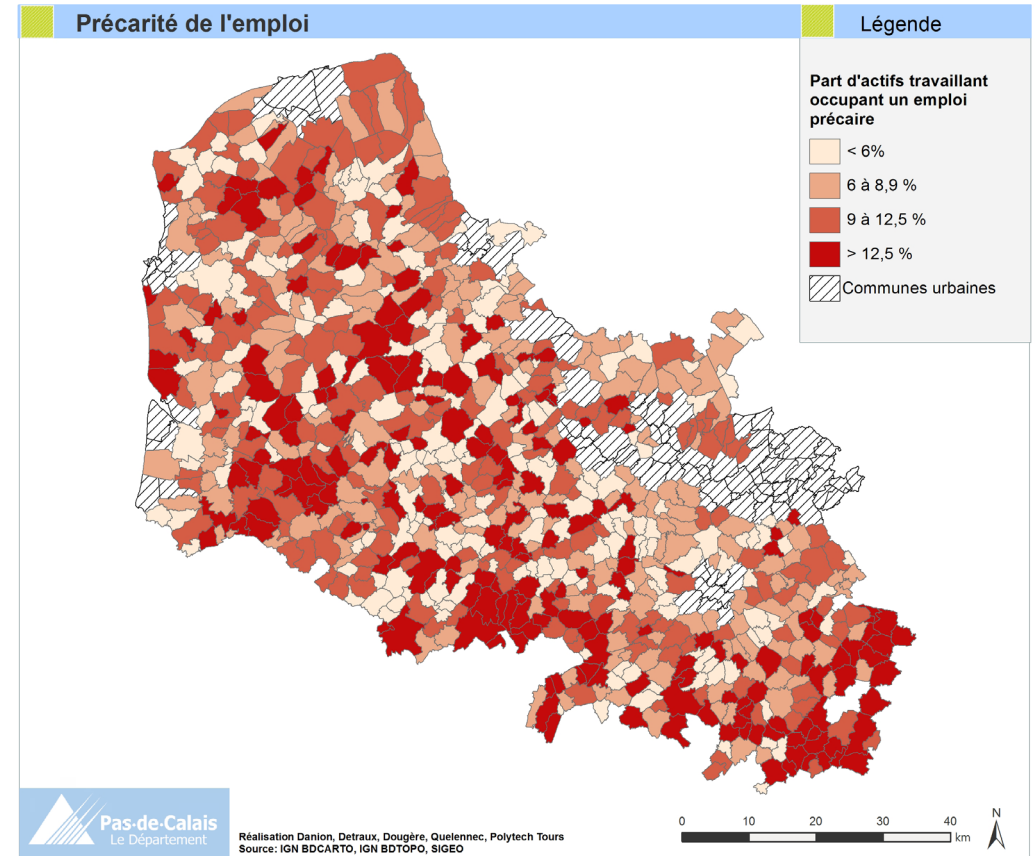 Précarité de l'emploi
Légende
Part d'actifs travaillant
occupant un emploi
précaire
< 6%
6 à 8,9 %
9 à 12,5 %
> 12,5 %
Communes urbaines
Pas-de-Calais
Le Département
Réalisation Danion, Detraux, Dougère, Quelennec, Polytech Tours
Source: IGN BDCARTO, IGN BDTOPO, SIGEO
0 10 20 30 40
km
N